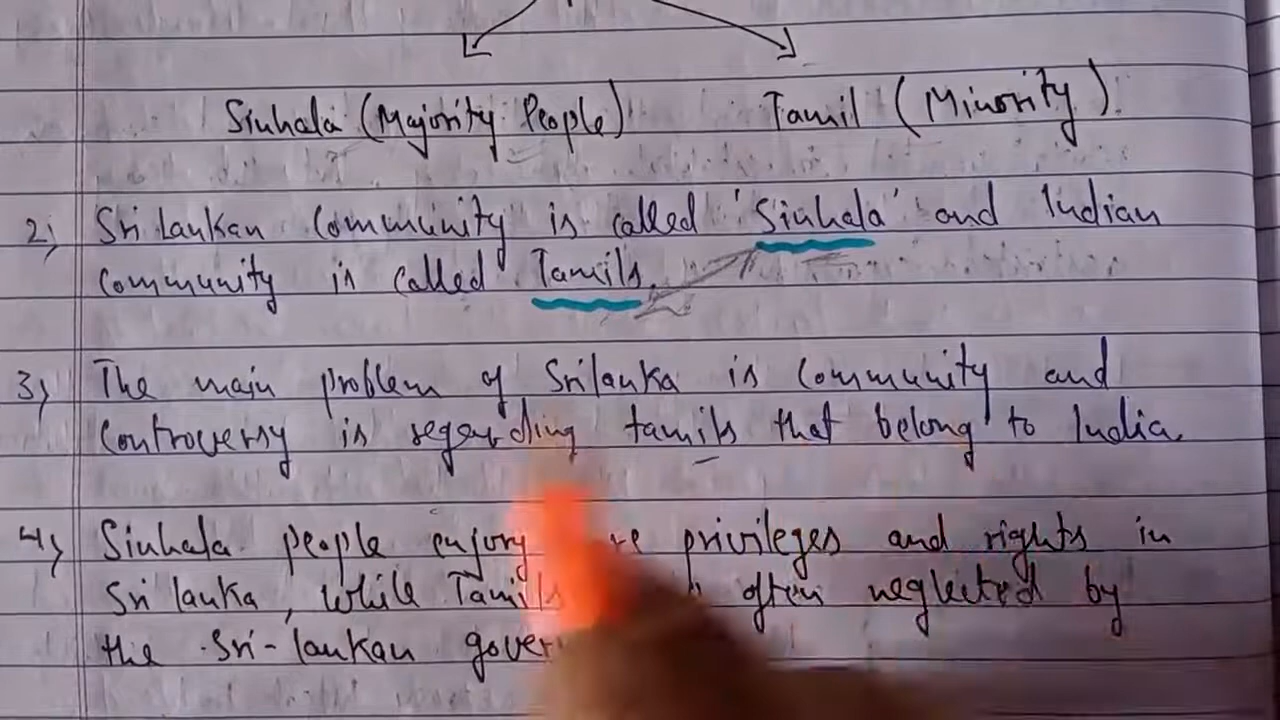 Sinhala (Majority People) Tamil (Minority)
2) Sri Lankan Community is called 'Sinhala' and Indian
Community is called Tamils.
3) The main problem of Srilanka is Community and
Controversy is regarding tamils that belong to India.
4) Sinhala people enjory privileges and rights in
Sri lanka, while Tamils often neglected by
the Sri-lankan